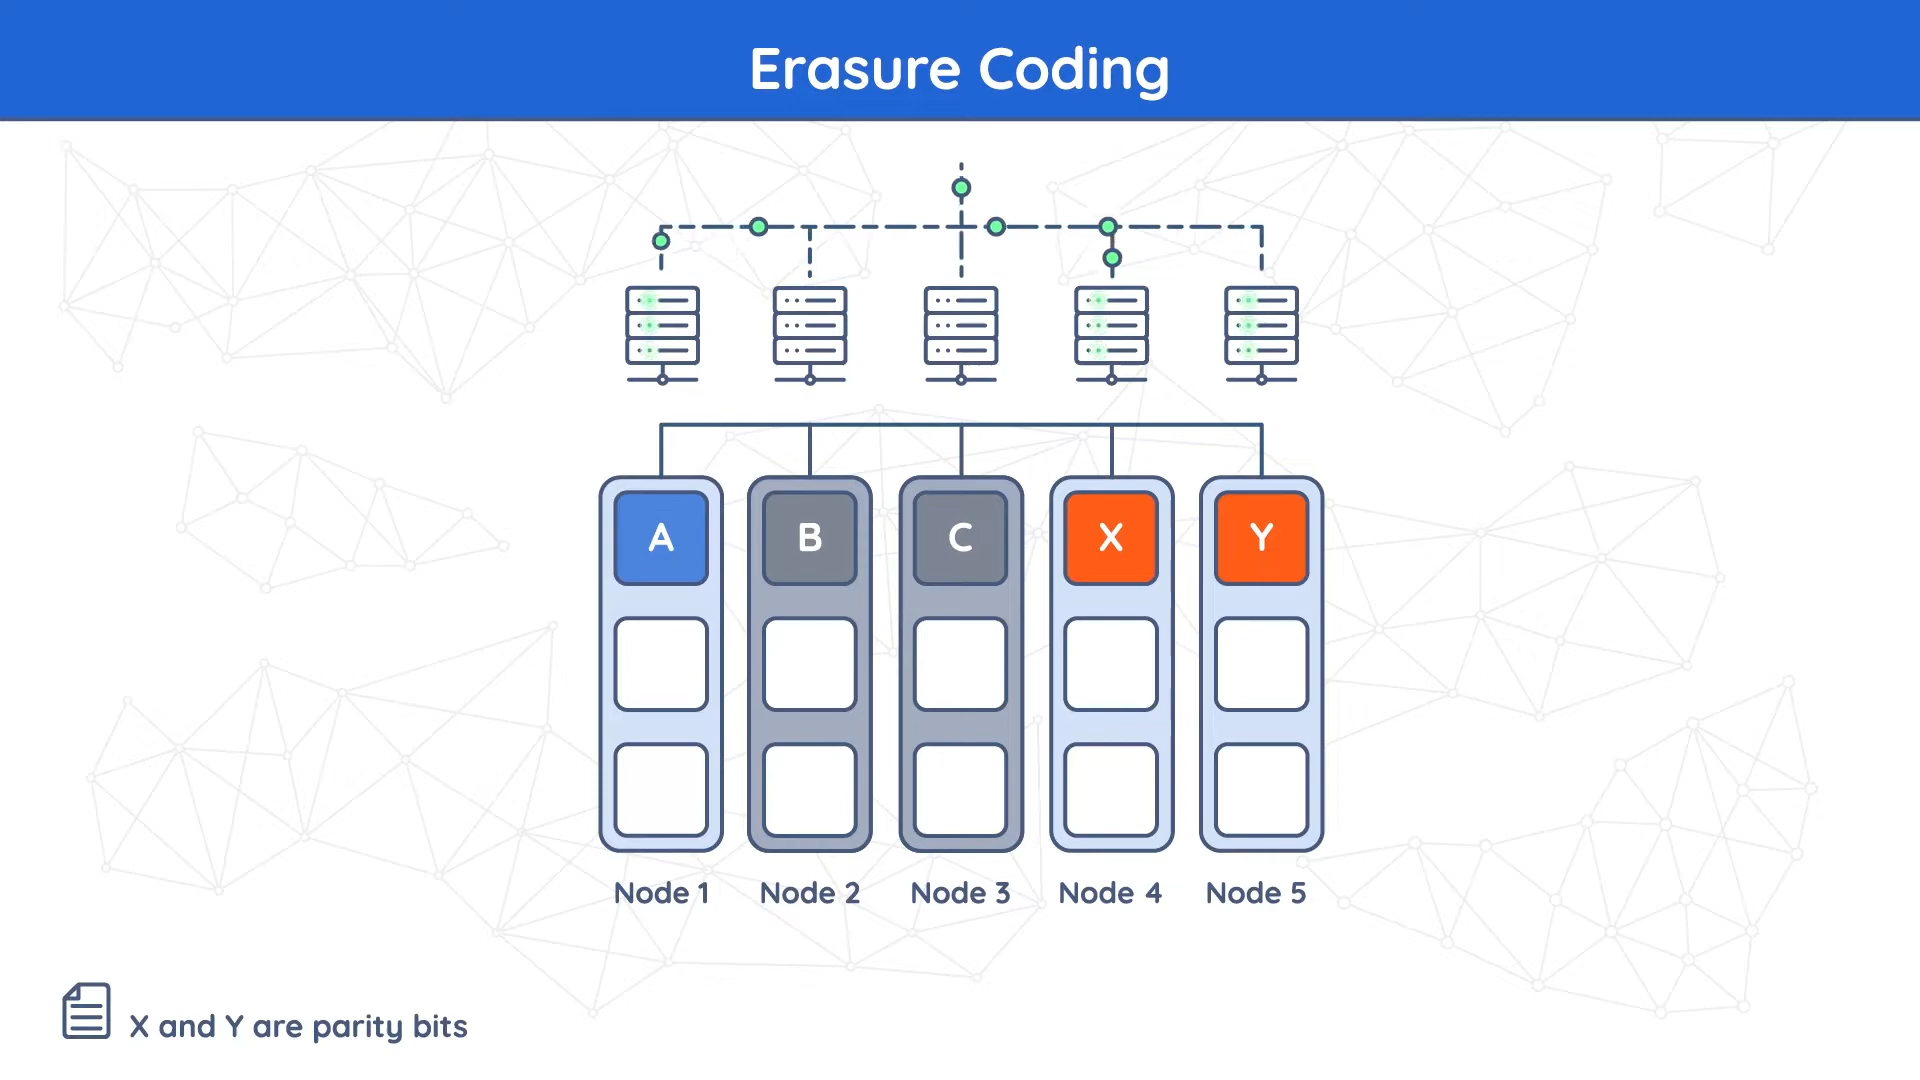 Erasure Coding
A B C X Y
Node 1 Node 2 Node 3 Node 4 Node 5
X and Y are parity bits